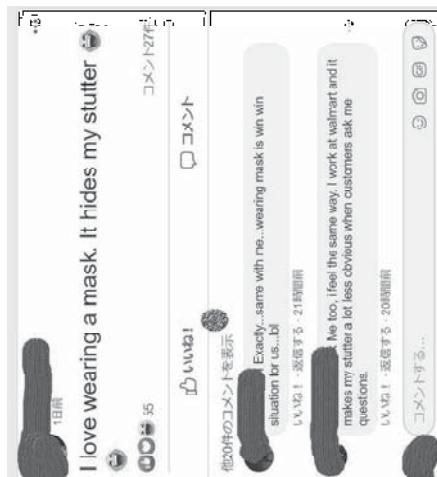 1日前
I love wearing a mask. It hides my stutter
55
コメント27件
いいね！
コメント
他20件のコメントを表示
Exactly...same with me...wearing mask is win win
situation for us...bl
いいね！ · 返信する · 21時間前
Me too, i feel the same way. I work at walmart and it
makes my stutter a lot less obvious when customers ask me
questions.
いいね！ · 返信する · 20時間前
コメントする...
GIF